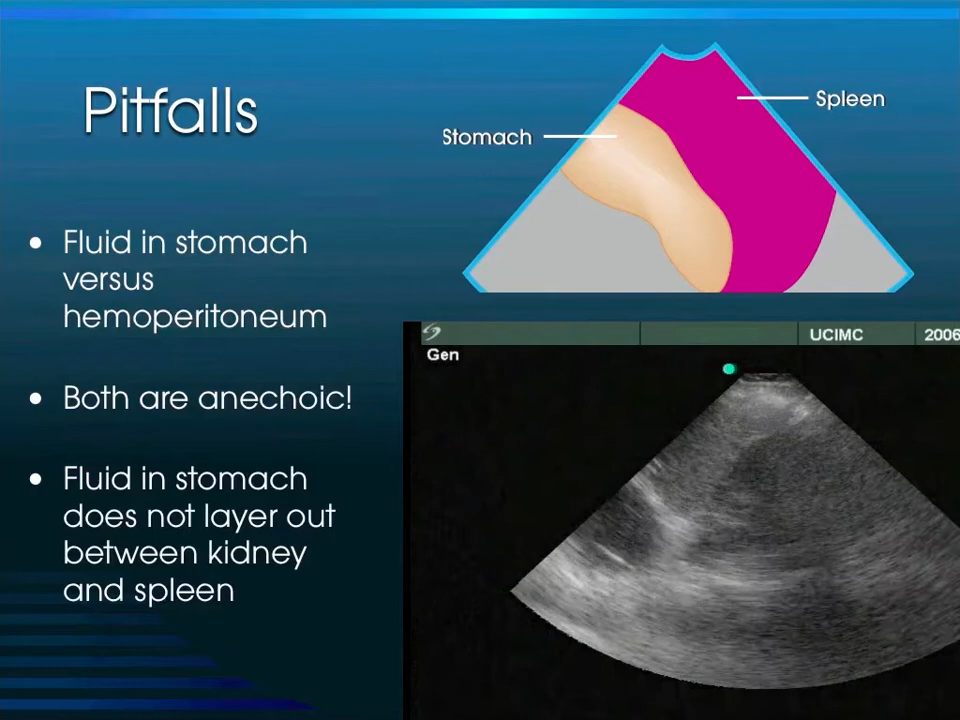 Pitfalls
Spleen
Stomach
• Fluid in stomach
versus
hemoperitoneum
• Both are anechoic!
• Fluid in stomach
does not layer out
between kidney
and spleen
UCIMC 2006
Gen